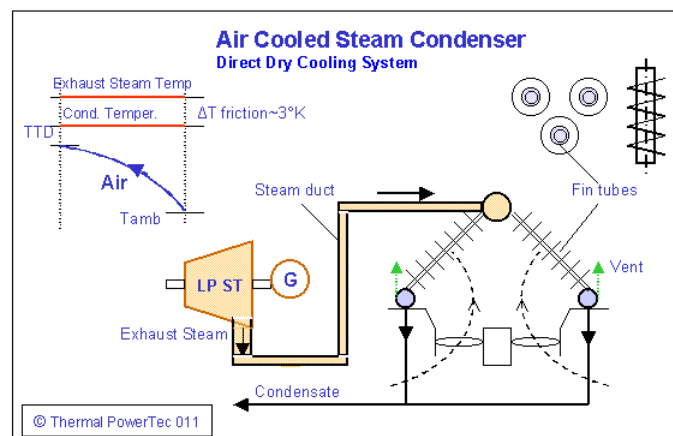 Air Cooled Steam Condenser
Direct Dry Cooling System
Exhaust Steam Temp
Cond. Temper.
ΔT friction~3°K
TTD
Air
Tamb
Steam duct
Fin tubes
LP ST
G
Vent
Exhaust Steam
Condensate
© Thermal PowerTec 011